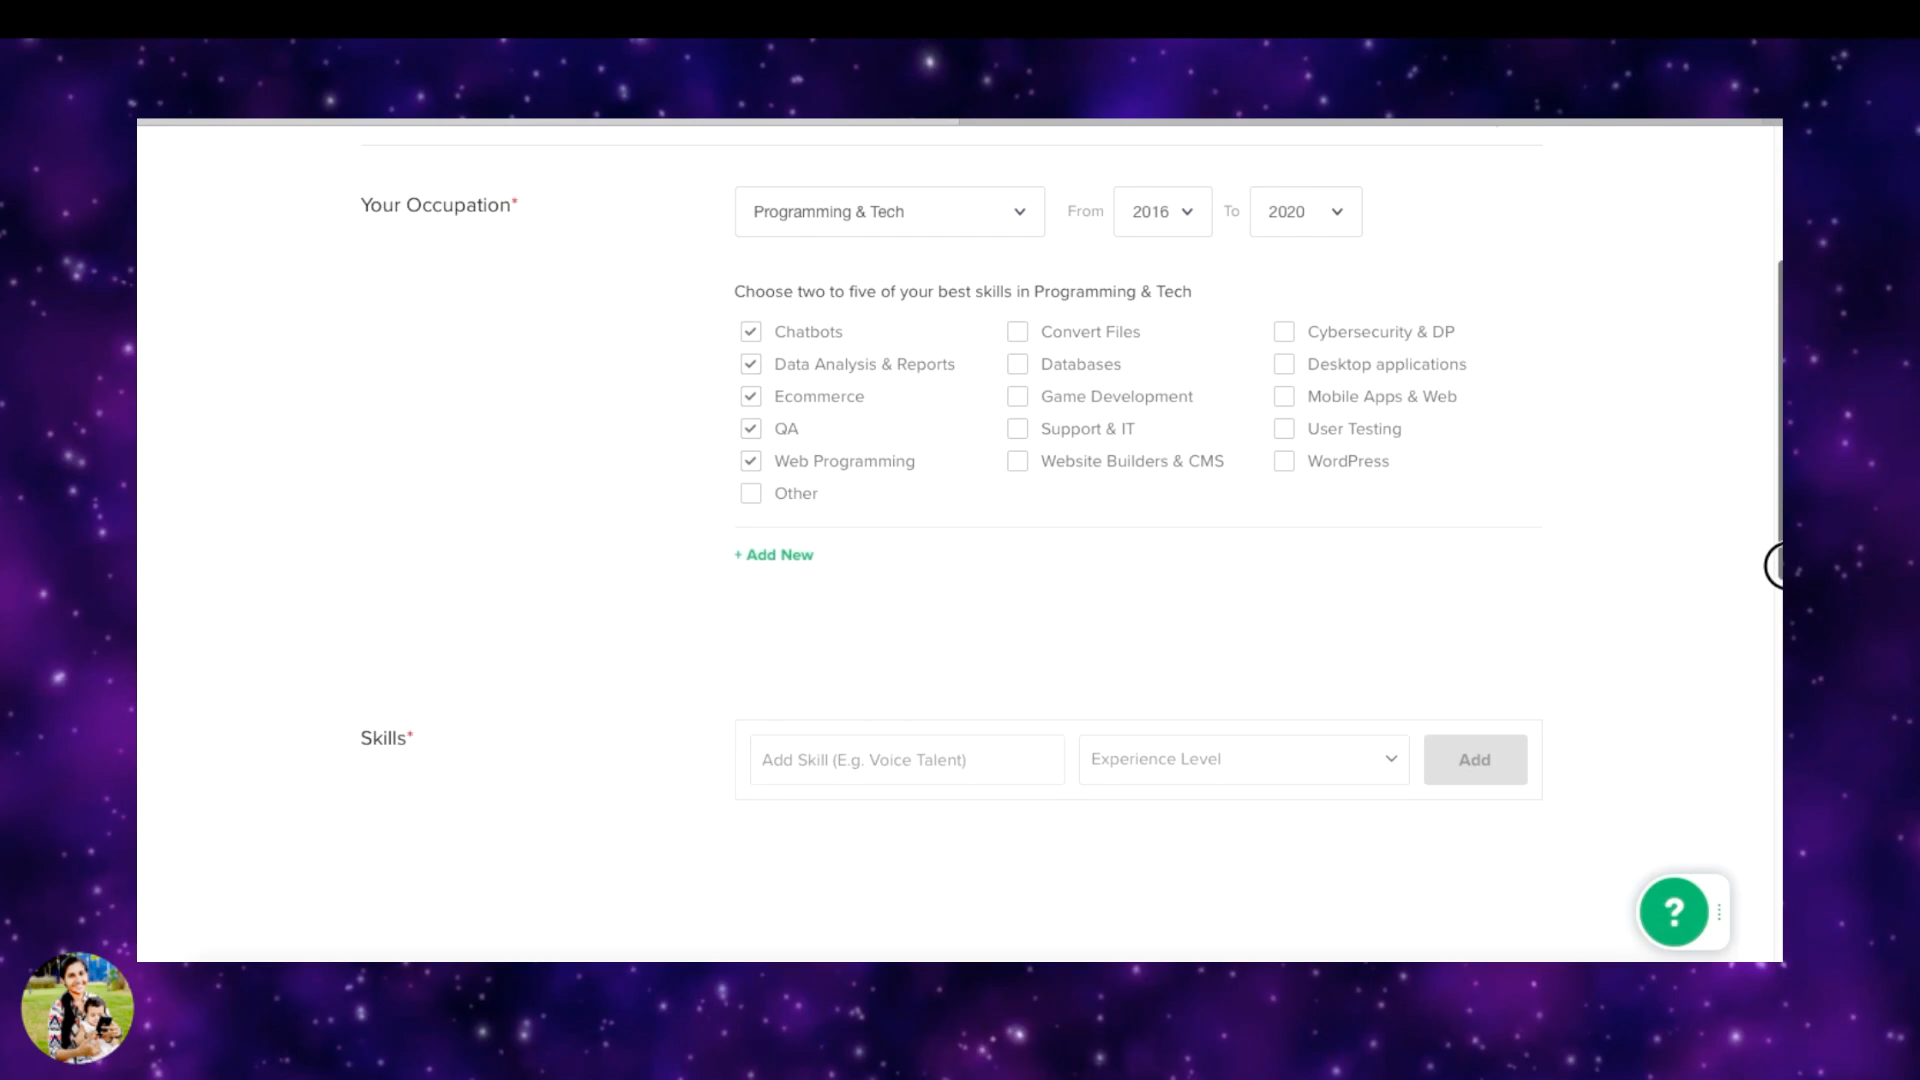 Your Occupation*
Programming & Tech From 2016 To 2020
Choose two to five of your best skills in Programming & Tech
Chatbots Convert Files Cybersecurity & DP
Data Analysis & Reports Databases Desktop applications
Ecommerce Game Development Mobile Apps & Web
QA Support & IT User Testing
Web Programming Website Builders & CMS WordPress
Other
+ Add New
Skills*
Add Skill (E.g. Voice Talent) Experience Level Add
?